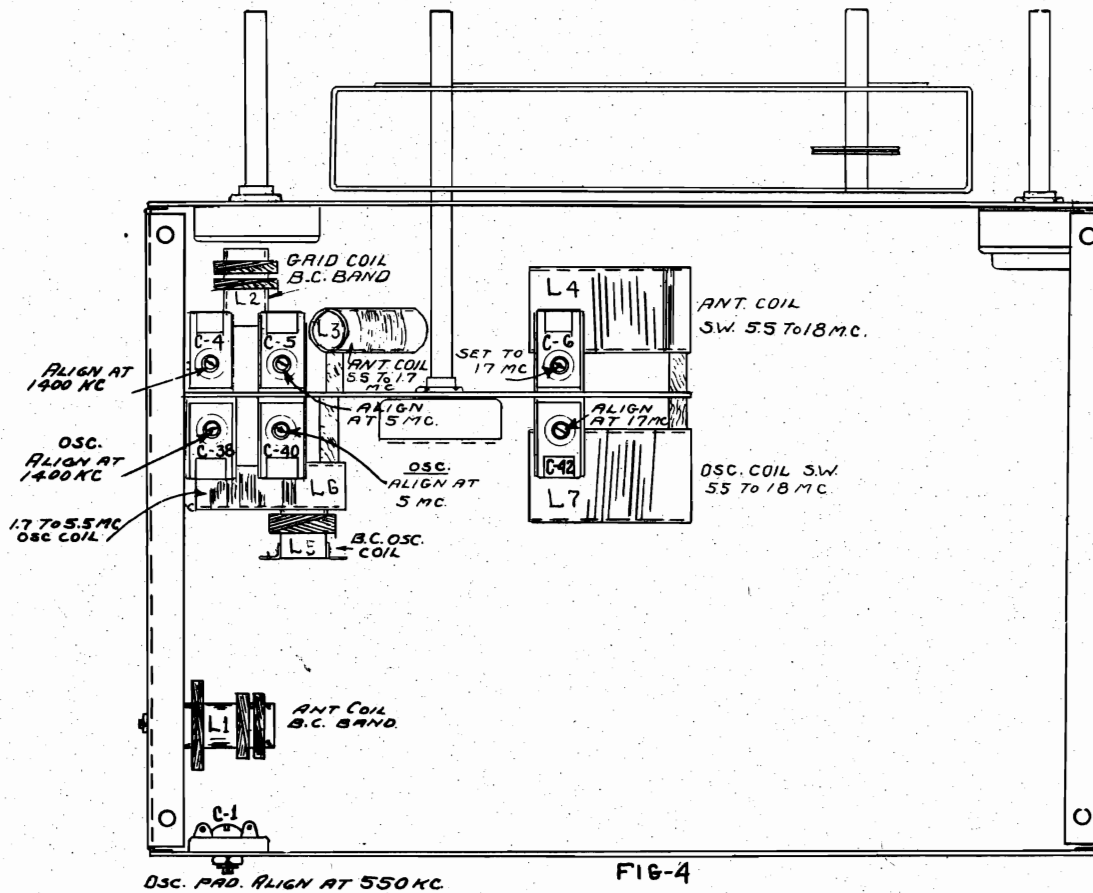 GRID COIL
B.C. BAND
L2
L4
ANT. COIL
S.W. 5.5 TO 18 M.C.
C-4
C-5
L3
C-6
ANT COIL
5.5 TO 1.7
MC
SET TO
17 MC
ALIGN AT
1400 KC
ALIGN
AT 5 MC.
ALIGN
AT 17MC
OSC.
ALIGN AT
1400 KC
C-38
C-40
OSC.
ALIGN AT
5 MC.
C-42
L6
L7
OSC. COIL S.W.
5.5 TO 18 MC
1.7 TO 5.5 MC
OSC COIL
L5
B.C. OSC.
COIL
L1
ANT COIL
B.C. BAND.
C-1
OSC. PAD. ALIGN AT 550 KC
FIG-4